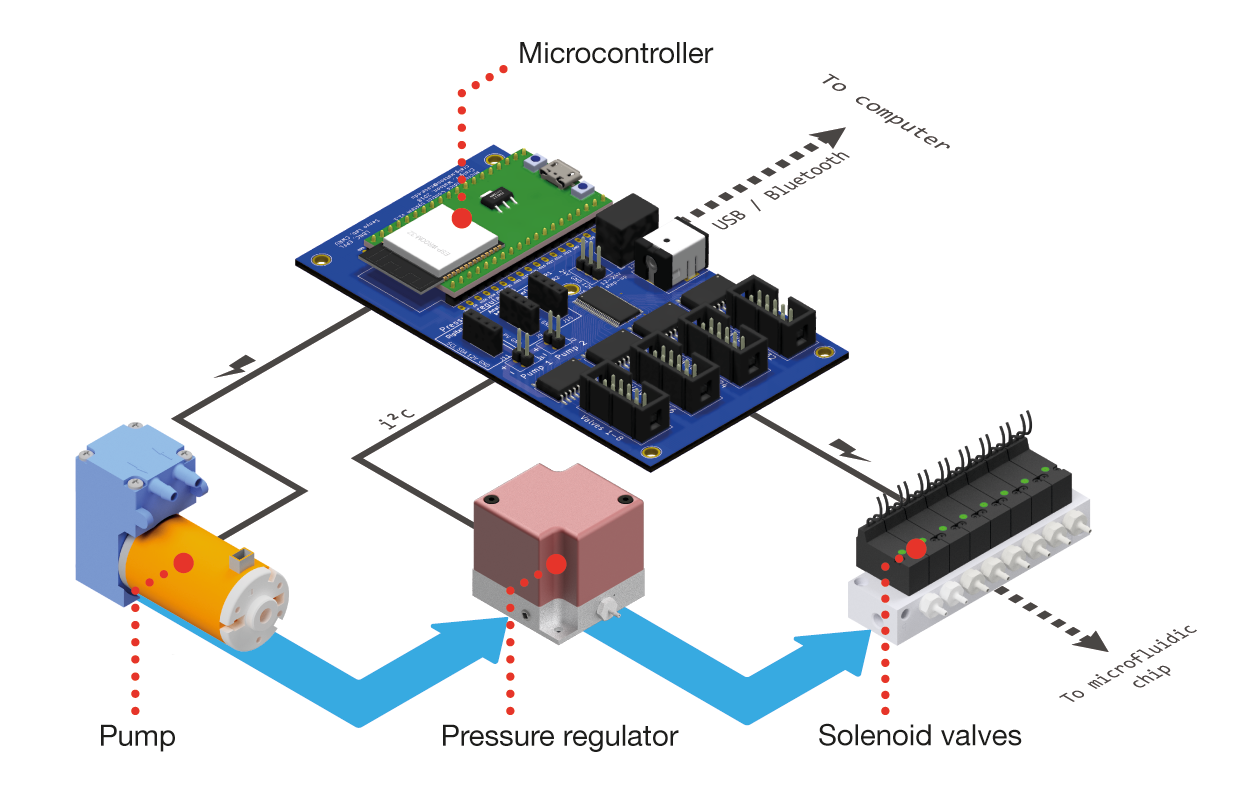 Microcontroller
To computer
USB / Bluetooth
Pump 1
Pump 2
Valves 1-8
i²C
Pump
Pressure regulator
Solenoid valves
To microfluidic
chip